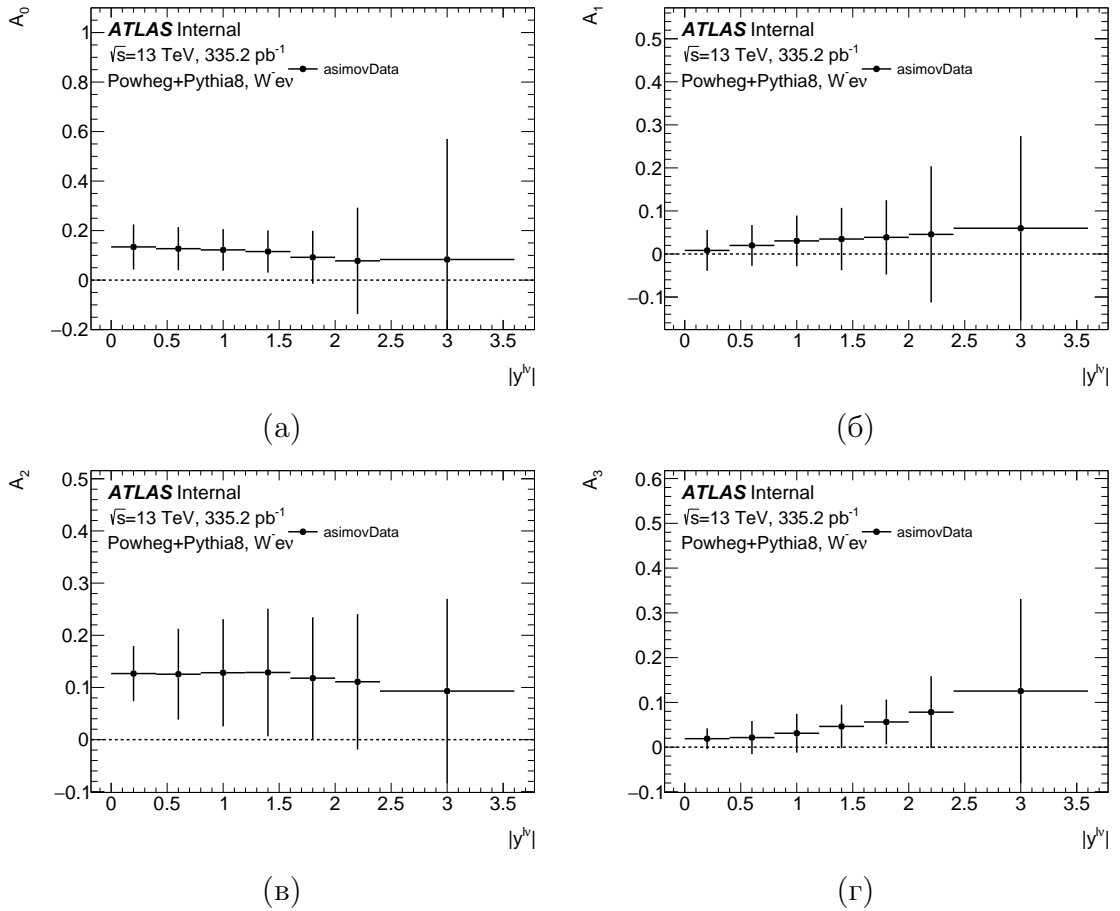 A0
ATLAS Internal
√s=13 TeV, 335.2 pb-1
Powheg+Pythia8, W-eν
asimovData
1
0.8
0.6
0.4
0.2
0
−0.2
0 0.5 1 1.5 2 2.5 3 3.5
|ylν|
(а)
A1
ATLAS Internal
√s=13 TeV, 335.2 pb-1
Powheg+Pythia8, W-eν
asimovData
0.5
0.4
0.3
0.2
0.1
0
−0.1
0 0.5 1 1.5 2 2.5 3 3.5
|ylν|
(б)
A2
ATLAS Internal
√s=13 TeV, 335.2 pb-1
Powheg+Pythia8, W-eν
asimovData
0.5
0.4
0.3
0.2
0.1
0
−0.1
0 0.5 1 1.5 2 2.5 3 3.5
|ylν|
(в)
A3
ATLAS Internal
√s=13 TeV, 335.2 pb-1
Powheg+Pythia8, W-eν
asimovData
0.6
0.5
0.4
0.3
0.2
0.1
0
−0.1
0 0.5 1 1.5 2 2.5 3 3.5
|ylν|
(г)